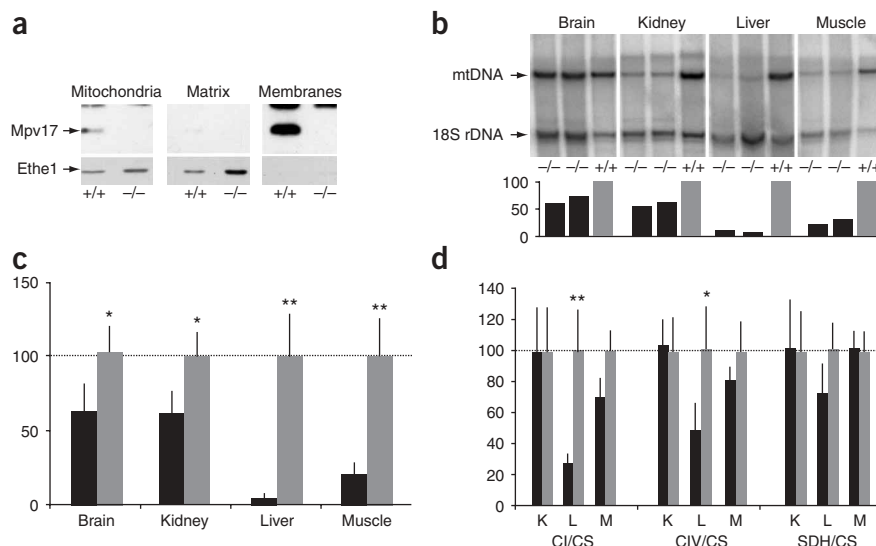 a
Mitochondria Matrix Membranes
Mpv17
Ethe1
+/+ –/– +/+ –/– +/+ –/–
b
Brain Kidney Liver Muscle
mtDNA
18S rDNA
–/– –/– +/+ –/– –/– +/+ –/– –/– +/+ –/– –/– +/+
100
50
0
c
150
* * ** **
100
50
0
Brain Kidney Liver Muscle
d
140
120
** *
100
80
60
40
20
0
K L M K L M K L M
CI/CS CIV/CS SDH/CS